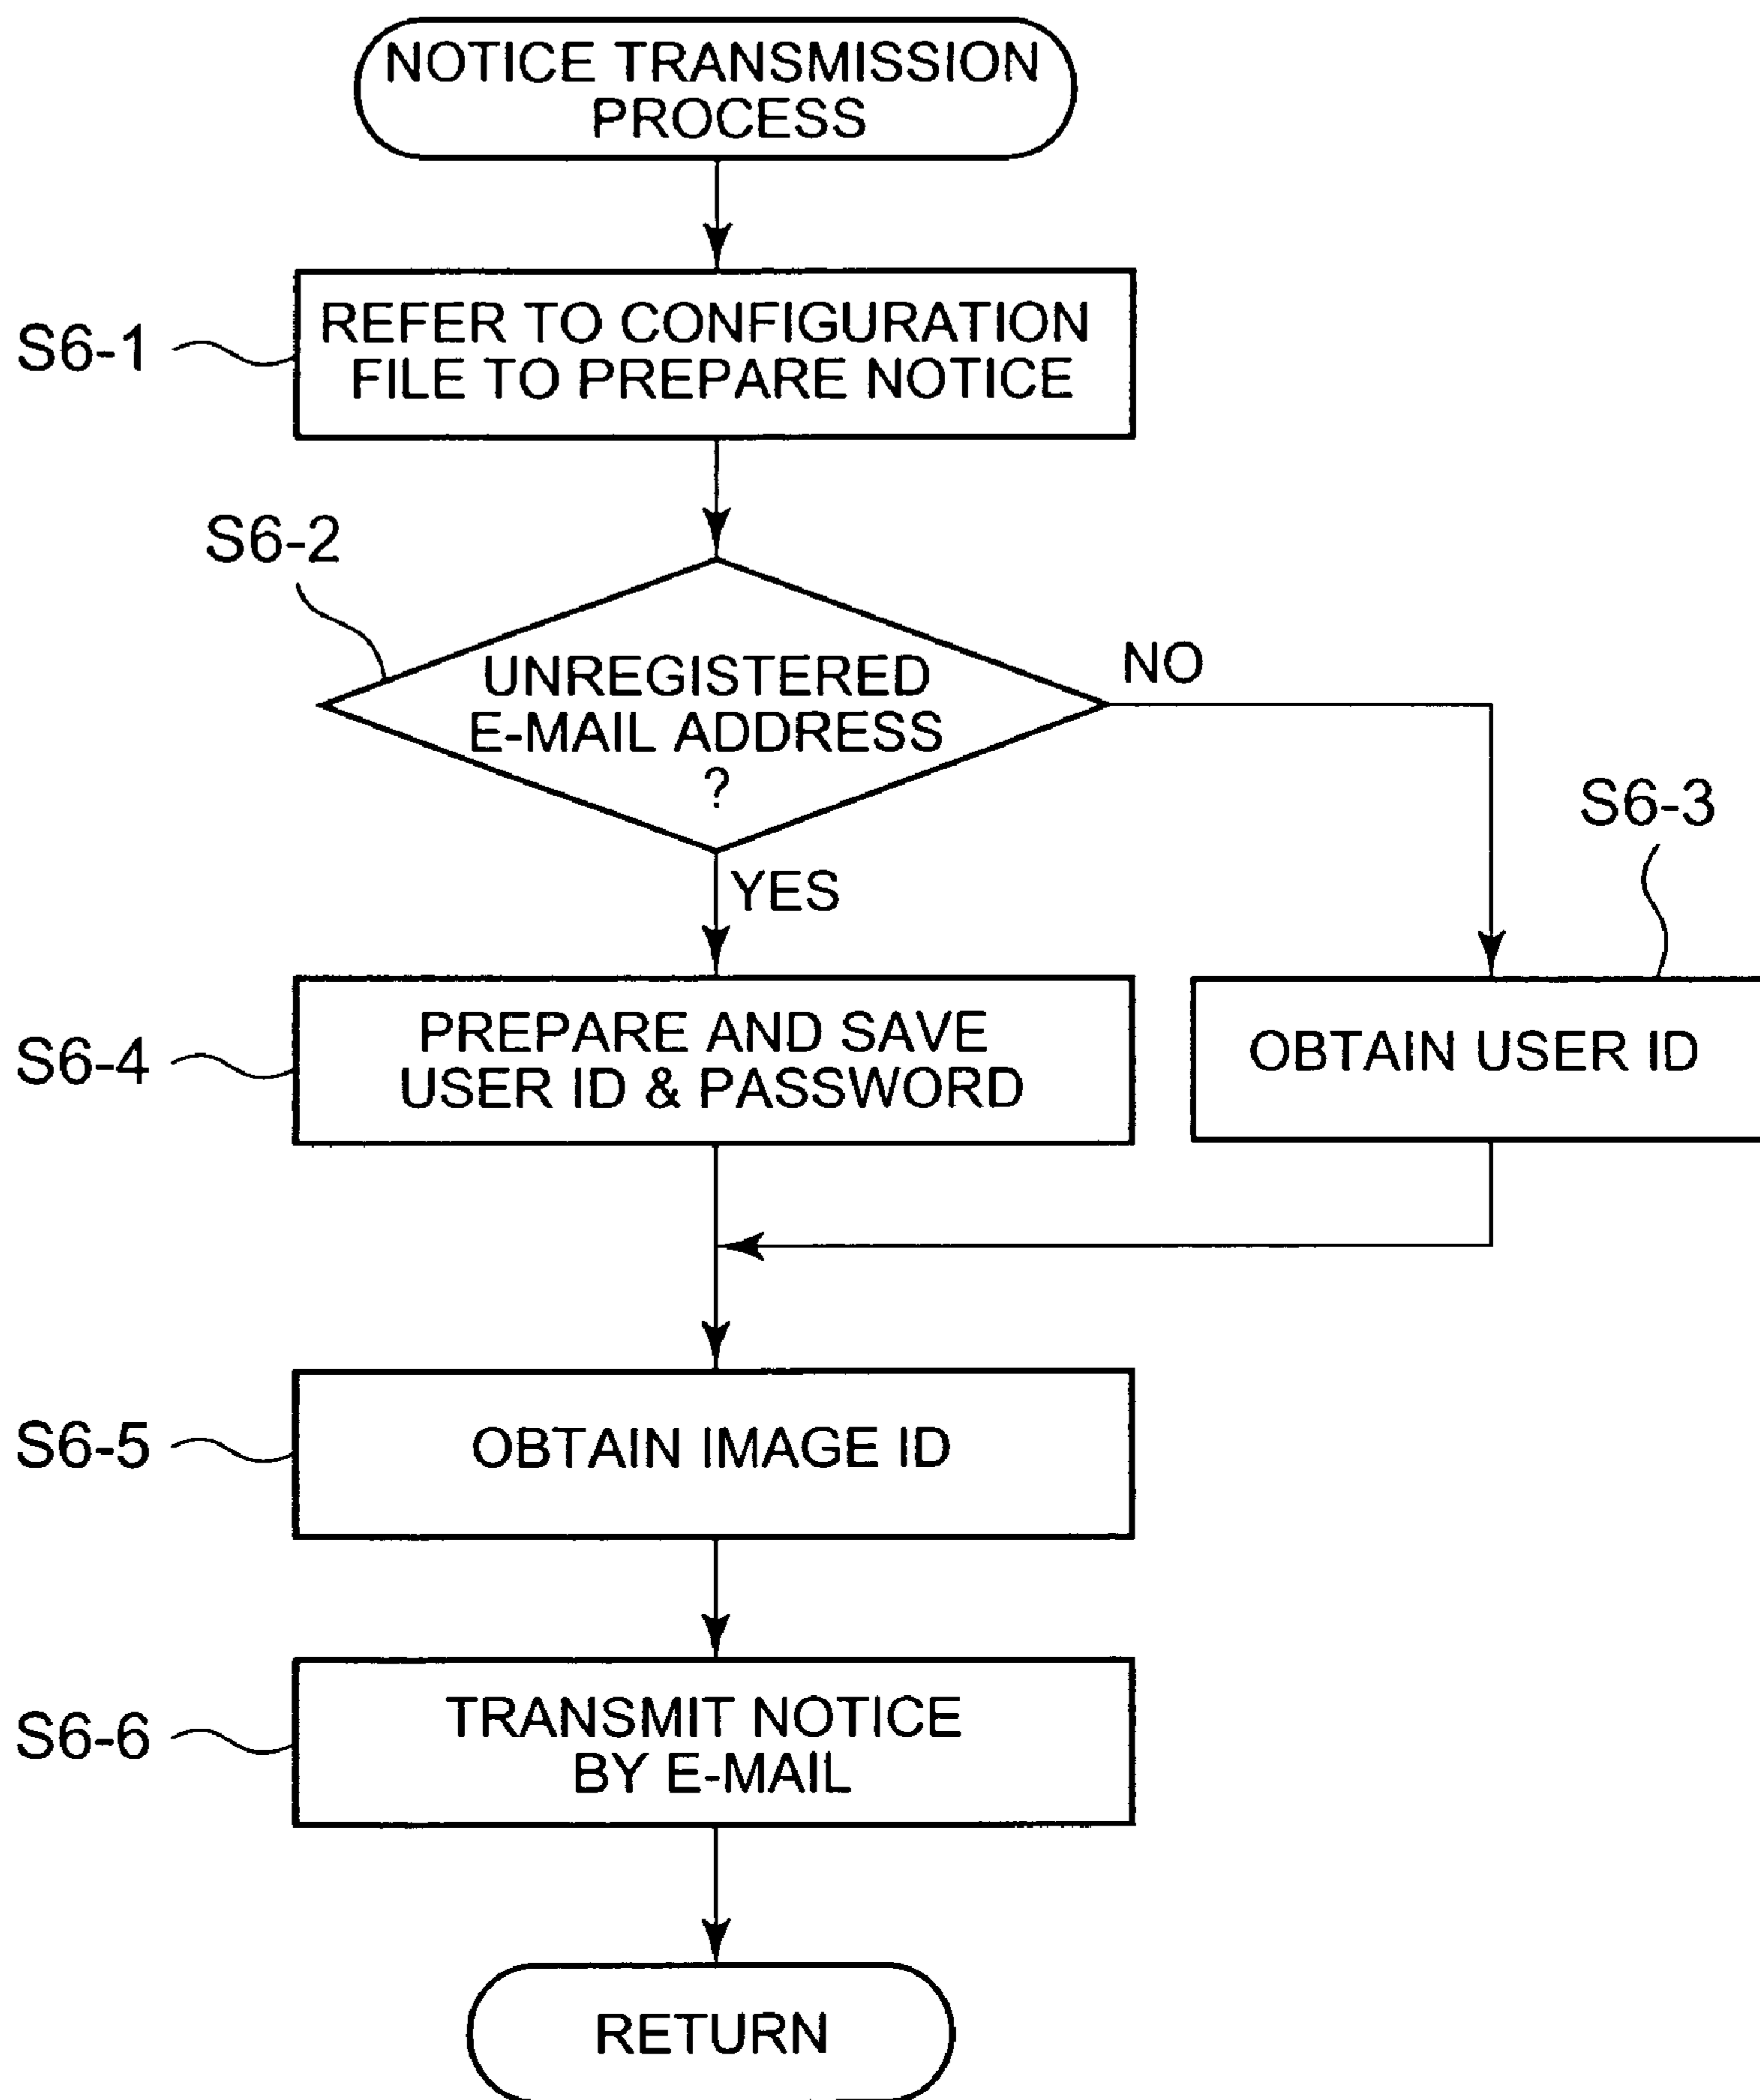 NOTICE TRANSMISSION
PROCESS
S6-1
REFER TO CONFIGURATION
FILE TO PREPARE NOTICE
S6-2
UNREGISTERED
E-MAIL ADDRESS
?
NO
YES
S6-3
S6-4
PREPARE AND SAVE
USER ID & PASSWORD
OBTAIN USER ID
S6-5
OBTAIN IMAGE ID
S6-6
TRANSMIT NOTICE
BY E-MAIL
RETURN